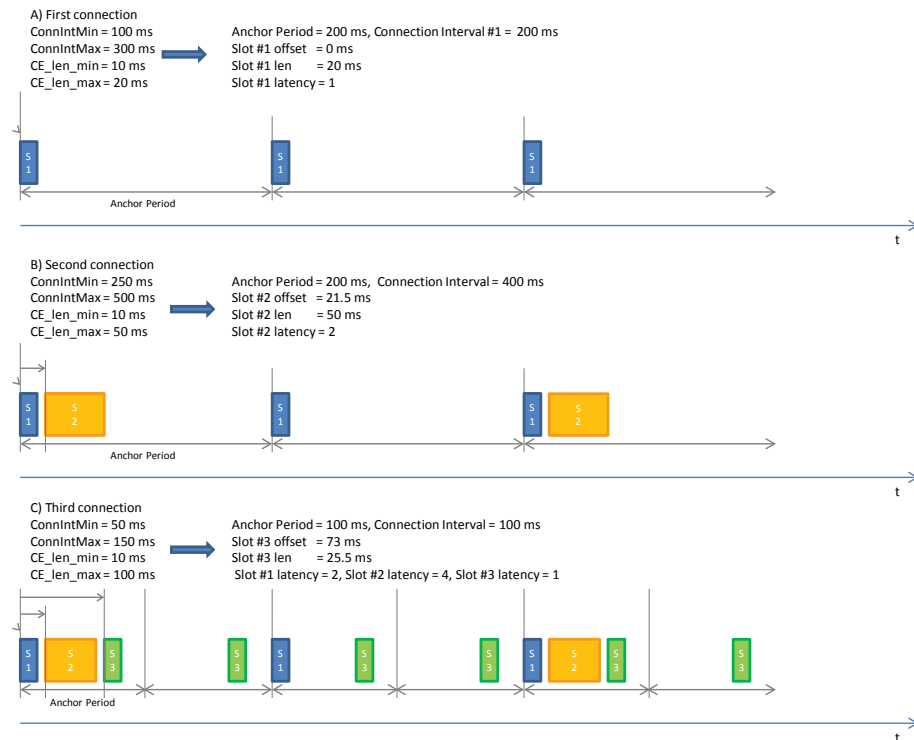 A) First connection
ConnIntMin = 100 ms
ConnIntMax = 300 ms
CE_len_min = 10 ms
CE_len_max = 20 ms
Anchor Period = 200 ms, Connection Interval #1 = 200 ms
Slot #1 offset = 0 ms
Slot #1 len = 20 ms
Slot #1 latency = 1
S
1
S
1
S
1
Anchor Period
t
B) Second connection
ConnIntMin = 250 ms
ConnIntMax = 500 ms
CE_len_min = 10 ms
CE_len_max = 50 ms
Anchor Period = 200 ms, Connection Interval = 400 ms
Slot #2 offset = 21.5 ms
Slot #2 len = 50 ms
Slot #2 latency = 2
S
1
S
2
S
1
S
1
S
2
Anchor Period
t
C) Third connection
ConnIntMin = 50 ms
ConnIntMax = 150 ms
CE_len_min = 10 ms
CE_len_max = 100 ms
Anchor Period = 100 ms, Connection Interval = 100 ms
Slot #3 offset = 73 ms
Slot #3 len = 25.5 ms
Slot #1 latency = 2, Slot #2 latency = 4, Slot #3 latency = 1
S
1
S
2
S
3
S
3
S
1
S
3
S
3
S
1
S
2
S
3
S
3
Anchor Period
t